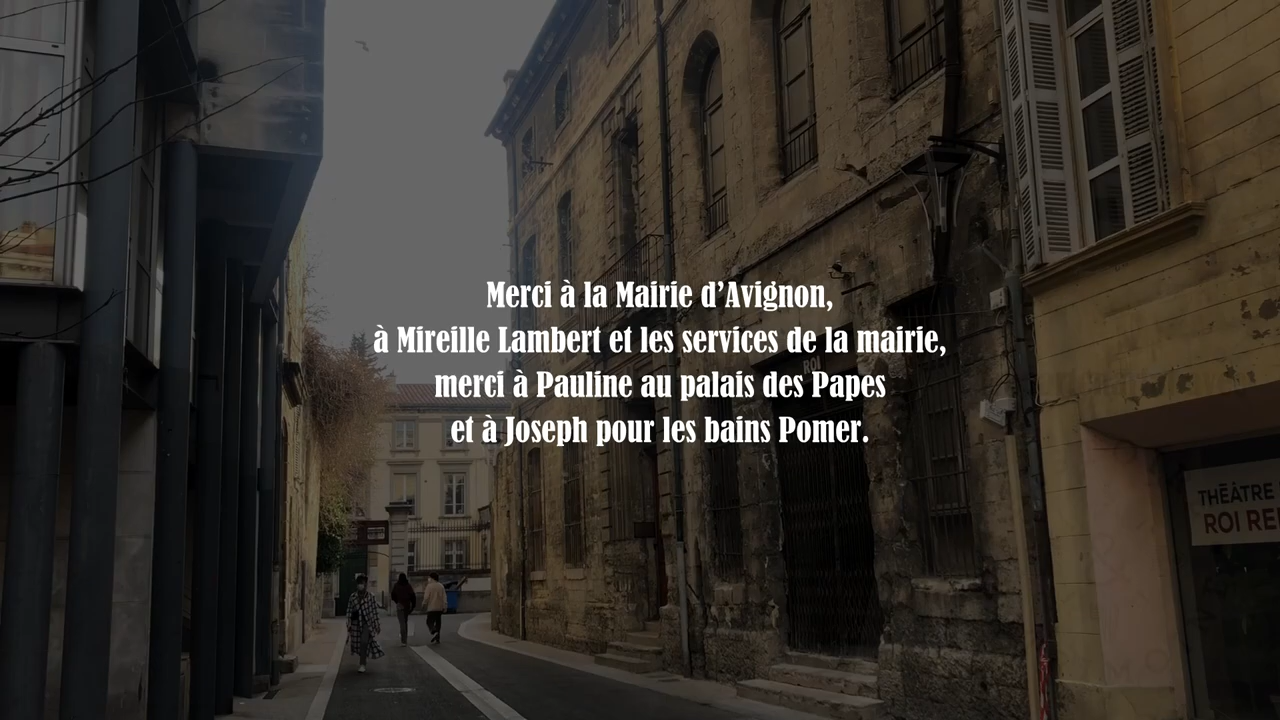 Merci à la Mairie d’Avignon,
à Mireille Lambert et les services de la mairie,
merci à Pauline au palais des Papes
et à Joseph pour les bains Pomer.
THÉÂTRE
ROI RE